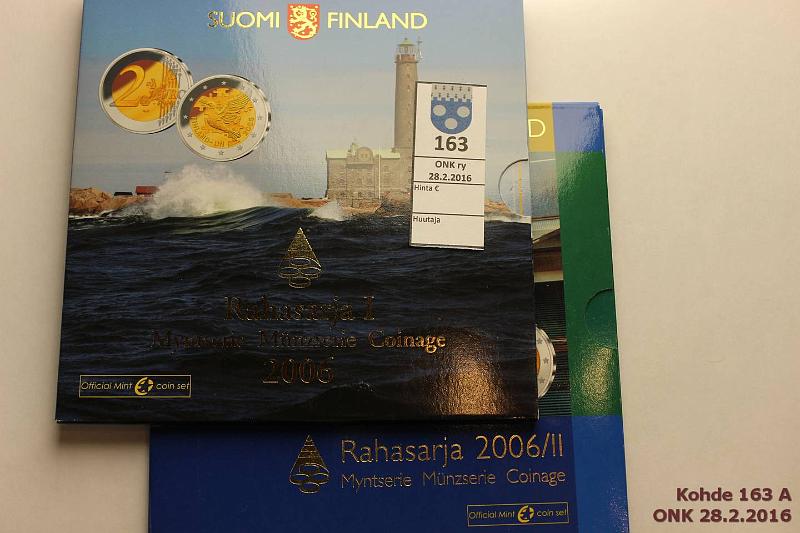 SUOMI FINLAND
163
ONK ry
28.2.2016
Hinta €
Huutaja
D
Rahasarja I
Myntserie Münzserie Coinage
2006
Official Mint coin set
Rahasarja 2006/II
Myntserie Münzserie Coinage
Official Mint coin set
Kohde 163 A
ONK 28.2.2016